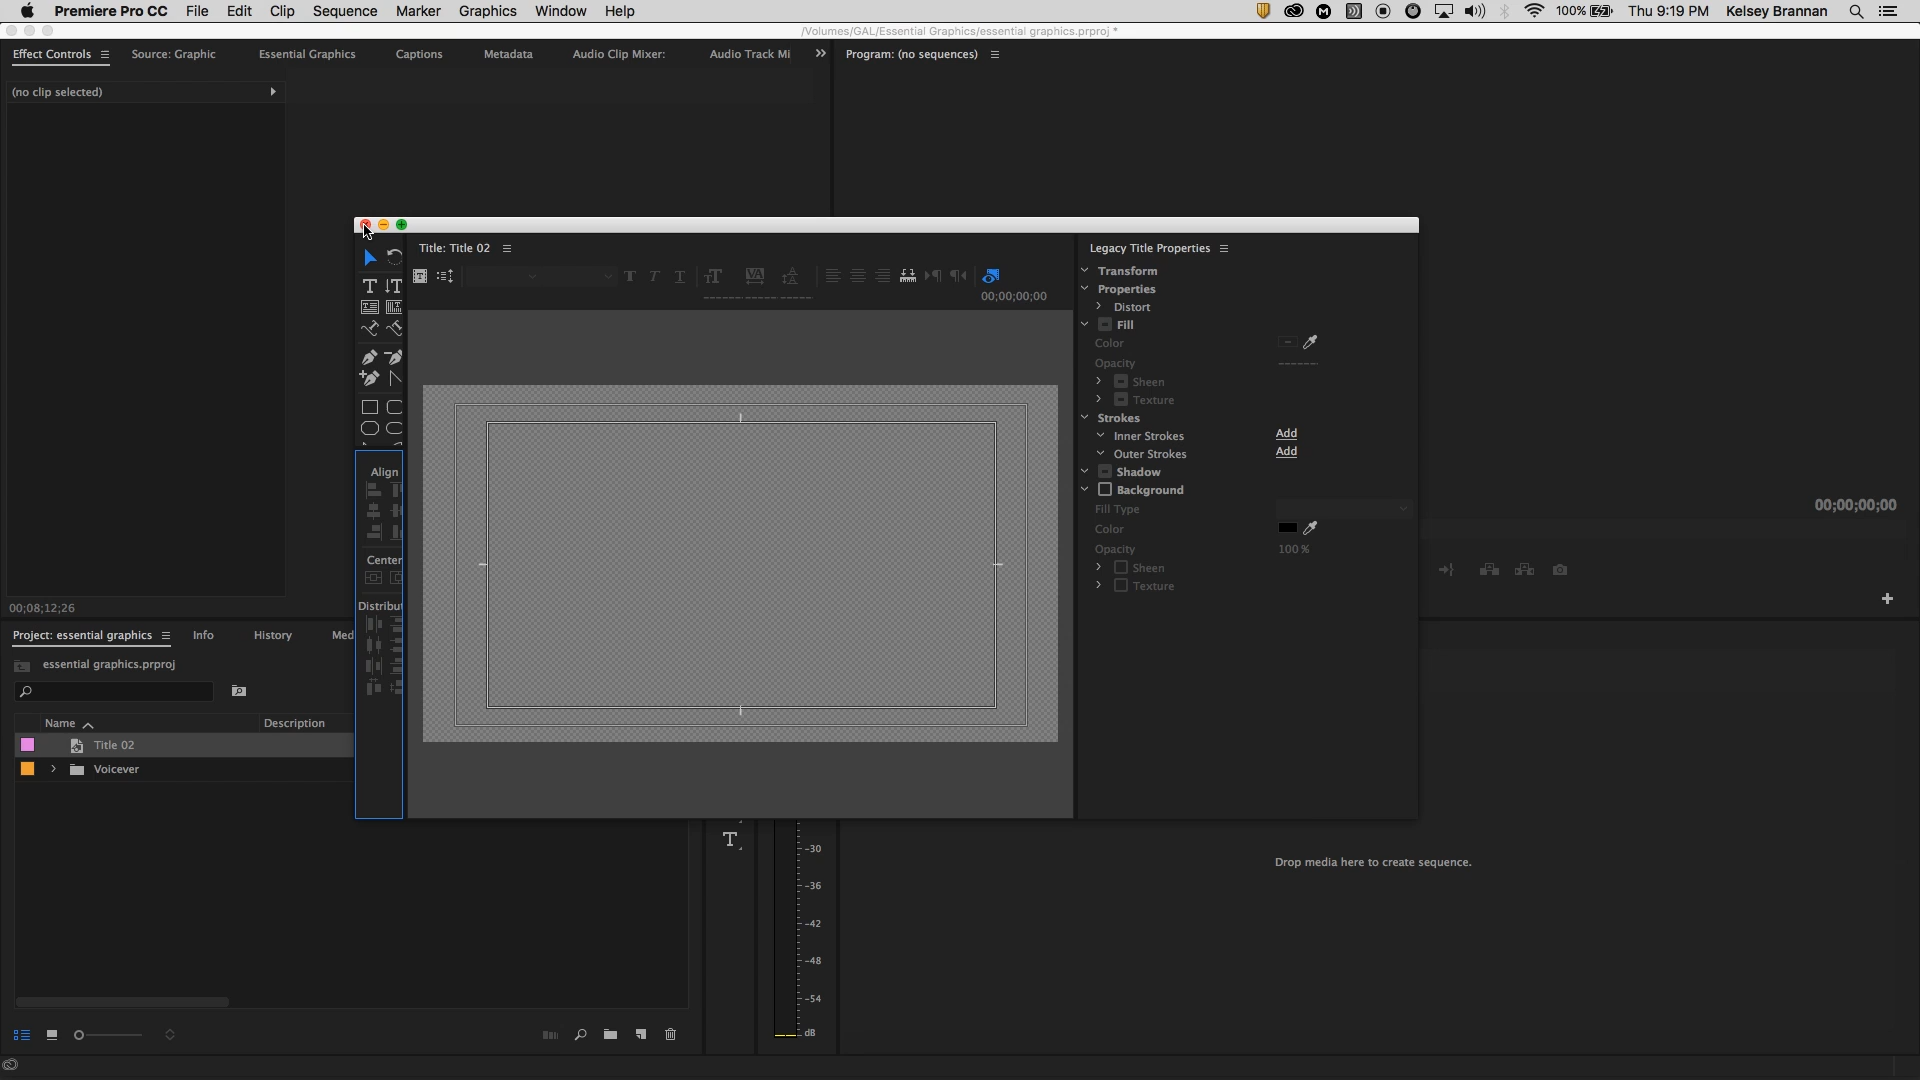 Premiere Pro CC File Edit Clip Sequence Marker Graphics Window Help 100% Thu 9:19 PM Kelsey Brannan
/Volumes/GAL/Essential Graphics/essential graphics.prproj *
Effect Controls Source: Graphic Essential Graphics Captions Metadata Audio Clip Mixer: Audio Track Mi Program: (no sequences)
(no clip selected)
Title: Title 02
00;00;00;00
Align
Center
Distribut
Legacy Title Properties
Transform
Properties
Distort
Fill
Color
Opacity
Sheen
Texture
Strokes
Inner Strokes Add
Outer Strokes Add
Shadow
Background
Fill Type
Color
Opacity 100 %
Sheen
Texture
00;00;00;00
00;08;12;26
Project: essential graphics Info History Med
essential graphics.prproj
Name Description
Title 02
Voicever
-30
-36
-42
-48
-54
dB
Drop media here to create sequence.